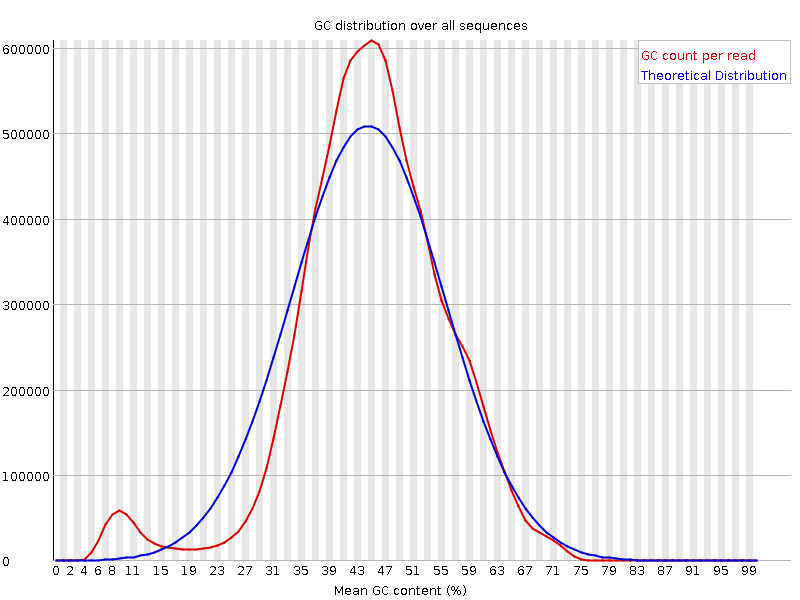 GC distribution over all sequences
GC count per read
Theoretical Distribution
600000
500000
400000
300000
200000
100000
0
0 2 4 6 8 11 15 19 23 27 31 35 39 43 47 51 55 59 63 67 71 75 79 83 87 91 95 99
Mean GC content (%)